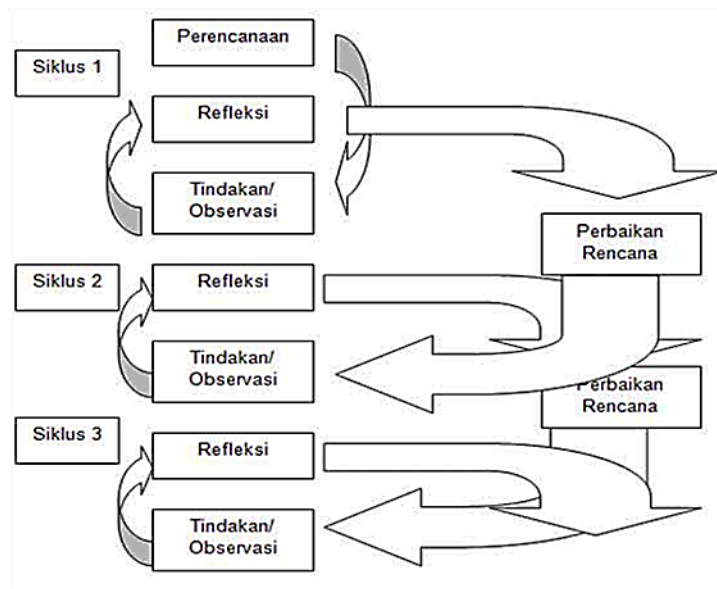 Perencanaan
Siklus 1
Refleksi
Tindakan/
Observasi
Perbaikan
Rencana
Siklus 2
Refleksi
Tindakan/
Observasi
Perbaikan
Rencana
Siklus 3
Refleksi
Tindakan/
Observasi